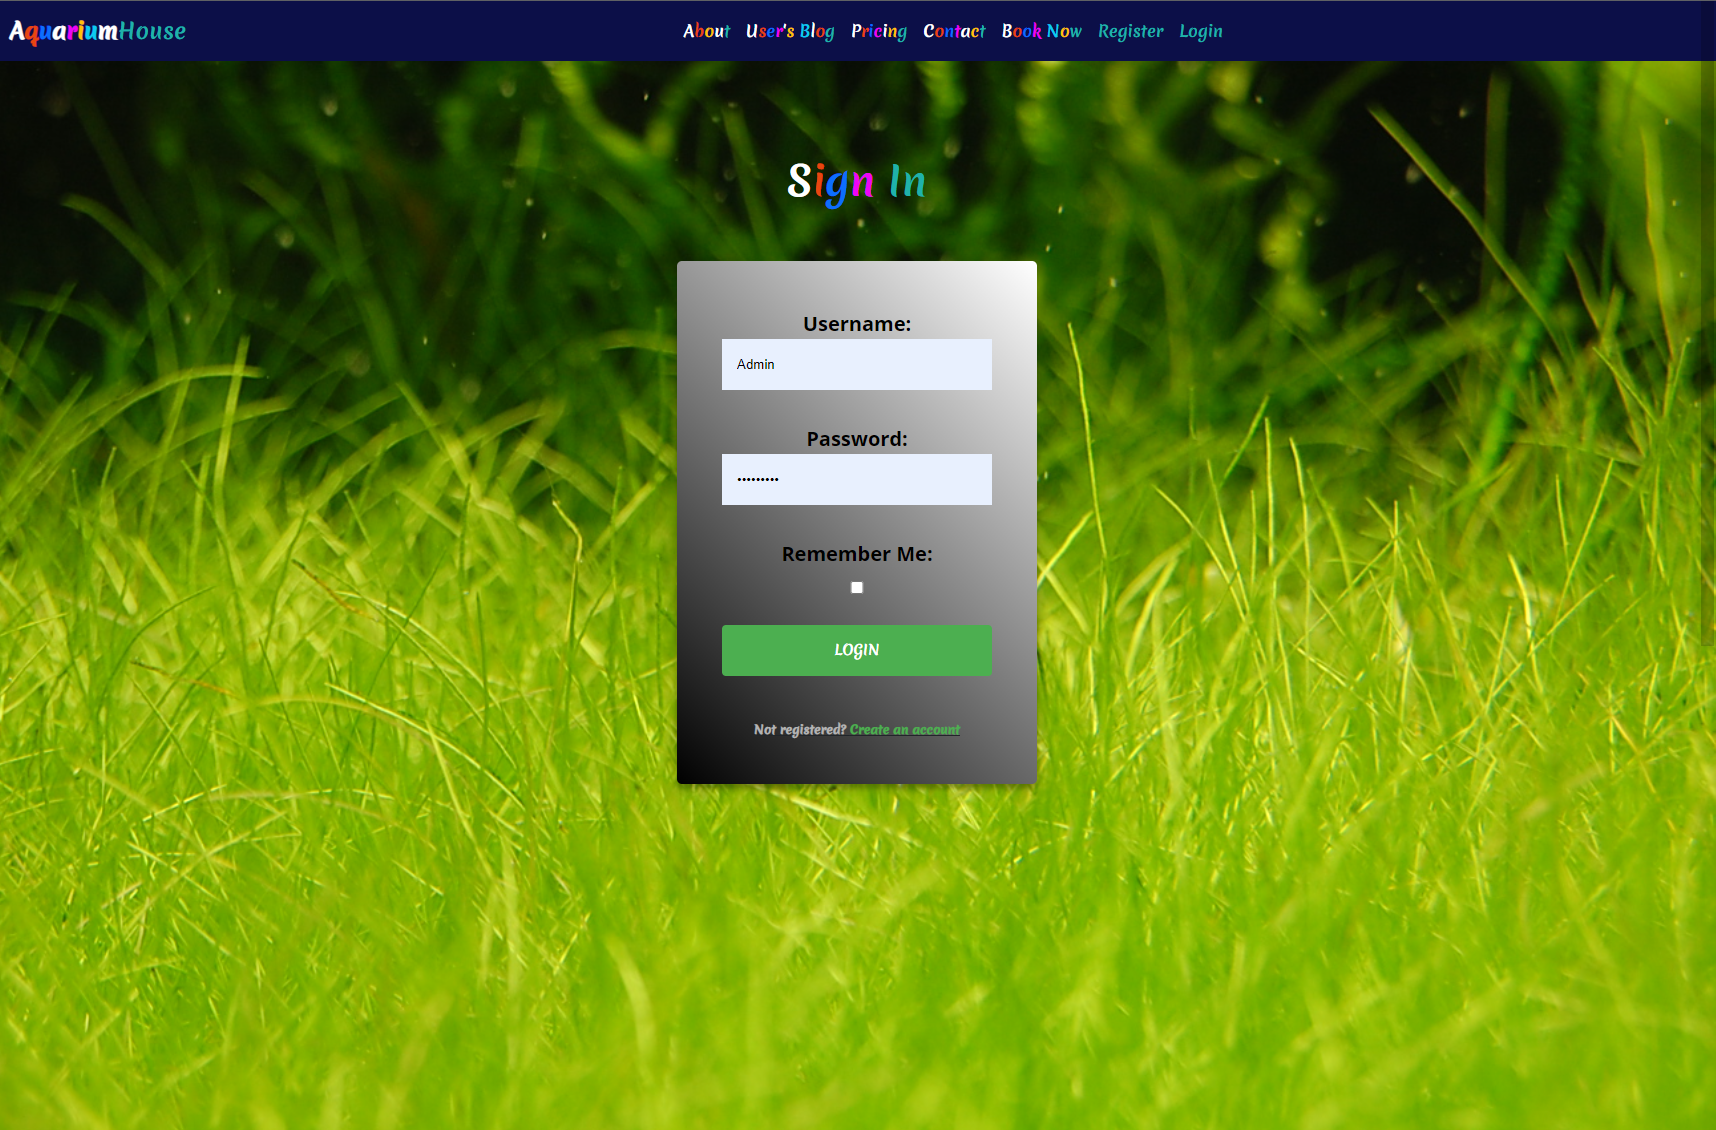 AquariumHouse About User's Blog Pricing Contact Book Now Register Login
Sign In
Username:
Admin
Password:
•••••••••
Remember Me:
LOGIN
Not registered? Create an account